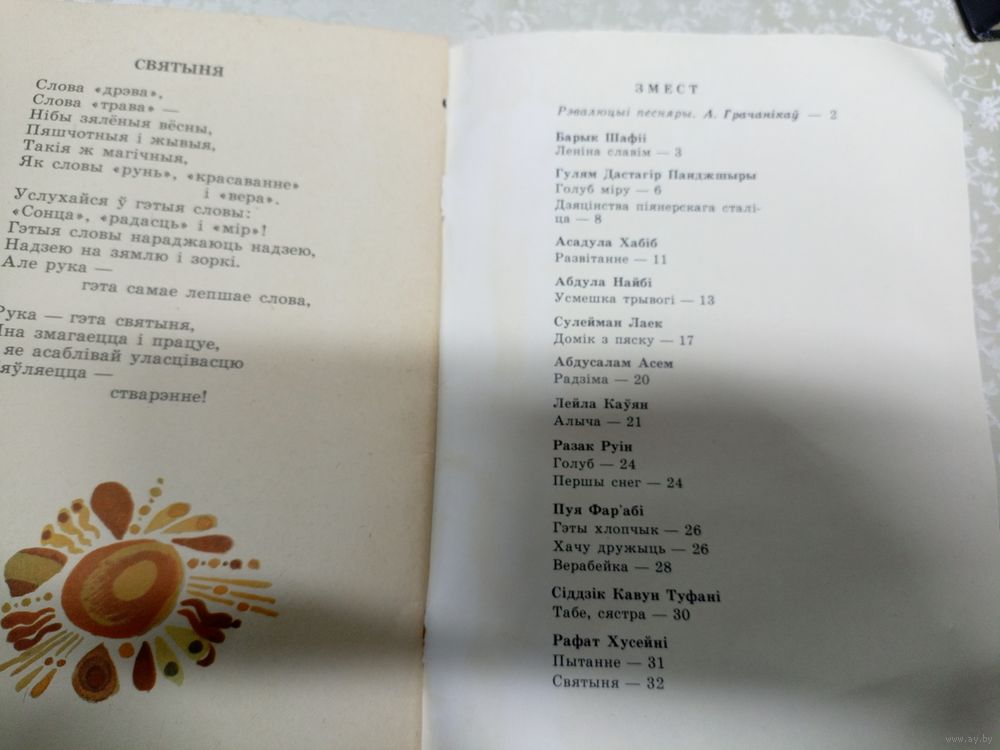 СВЯТЫНЯ
Слова «дрэва»,
Слова «трава» —
Нібы зялёныя вёсны,
Пяшчотныя і жывыя,
Такія ж магічныя,
Як словы «рунь», «красаванне»
і «вера».
Услухайся ў гэтыя словы:
«Сонца», «радасць» і «мір»!
Гэтыя словы нараджаюць надзею,
Надзею на зямлю і зоркі.
Але рука —
гэта самае лепшае слова,
Рука — гэта святыня,
змагаецца і працуе,
яе асаблівай уласцівасцю
—
стварэнне!
ЗМЕСТ
Рэвалюцыі песняры. А. Грачанікаў — 2
Барык Шафіі
Леніна славім — 3
Гулям Дастагір Панджшыры
Голуб міру — 6
Дзяцінства піянерскага сталі-
ца — 8
Асадула Хабіб
Развітанне — 11
Абдула Найбі
Усмешка трывогі — 13
Сулейман Лаек
Домік з пяску — 17
Абдусалам Асем
Радзіма — 20
Лейла Каўян
Алыча — 21
Разак Руін
Голуб — 24
Першы снег — 24
Пуя Фар'абі
Гэты хлопчык — 26
Хачу дружыць — 26
Верабейка — 28
Сіддзік Кавун Туфані
Табе, сястра — 30
Рафат Хусейні
Пытанне — 31
Святыня — 32
www.ay.by